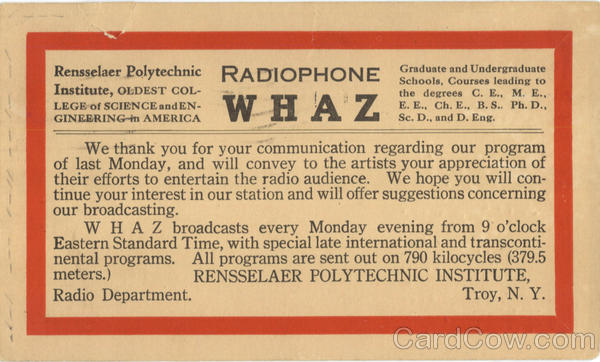 Rensselaer Polytechnic
Institute, OLDEST COL-
LEGE of SCIENCE and EN-
GINEERING in AMERICA
RADIOPHONE
WHAZ
Graduate and Undergraduate
Schools, Courses leading to
the degrees C. E., M. E.,
E. E., Ch. E., B. S., Ph. D.,
Sc. D., and D. Eng.
We thank you for your communication regarding our program
of last Monday, and will convey to the artists your appreciation of
their efforts to entertain the radio audience. We hope you will con-
tinue your interest in our station and will offer suggestions concerning
our broadcasting.
W H A Z broadcasts every Monday evening from 9 o'clock
Eastern Standard Time, with special late international and transconti-
nental programs. All programs are sent out on 790 kilocycles (379.5
meters.) RENSSELAER POLYTECHNIC INSTITUTE,
Radio Department. Troy, N. Y.
CardCow.com